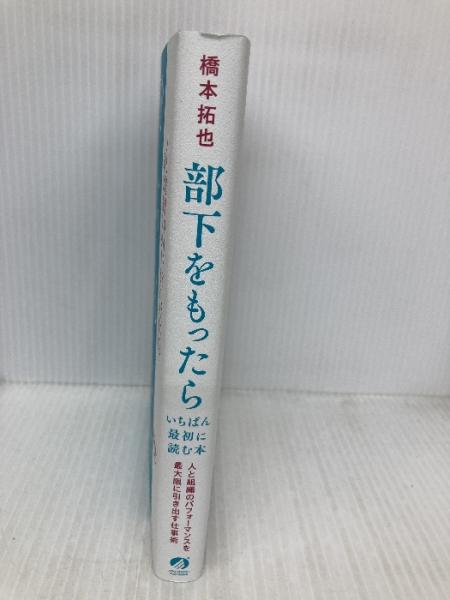 橋本拓也
部下をもったら
いちばん
最初に
読む本
人と組織のパフォーマンスを
最大限に引き出す仕事術